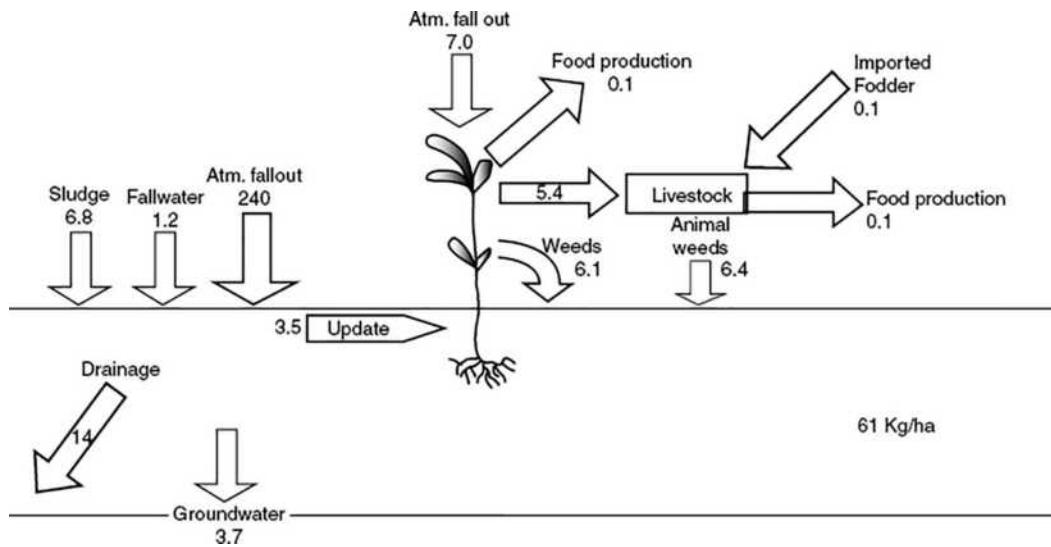 Atm. fall out
7.0
Food production
0.1
Imported
Fodder
0.1
Sludge
6.8
Fallwater
1.2
Atm. fallout
240
5.4
Livestock
Food production
0.1
Weeds
6.1
Animal
weeds
6.4
3.5
Update
Drainage
14
61 Kg/ha
Groundwater
3.7